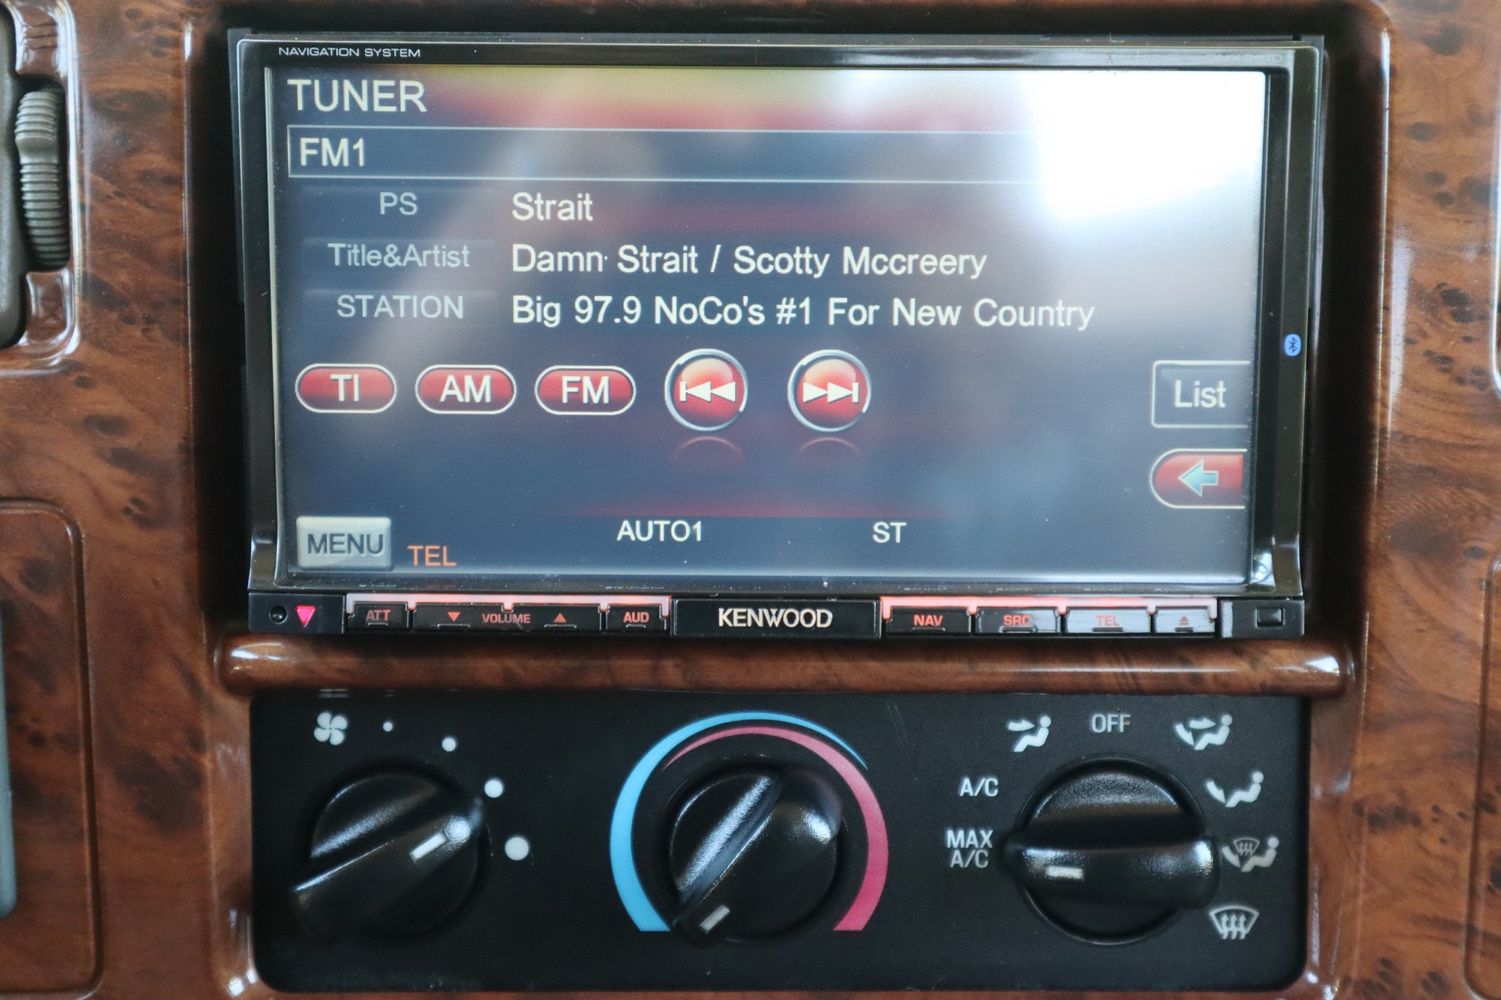 NAVIGATION SYSTEM
TUNER
FM1
PS Strait
Title&Artist Damn Strait / Scotty Mccreery
STATION Big 97.9 NoCo's #1 For New Country
TI AM FM List
AUTO1 ST
MENU TEL
ATT VOLUME AUD KENWOOD NAV SRC TEL
OFF
A/C
MAX
A/C